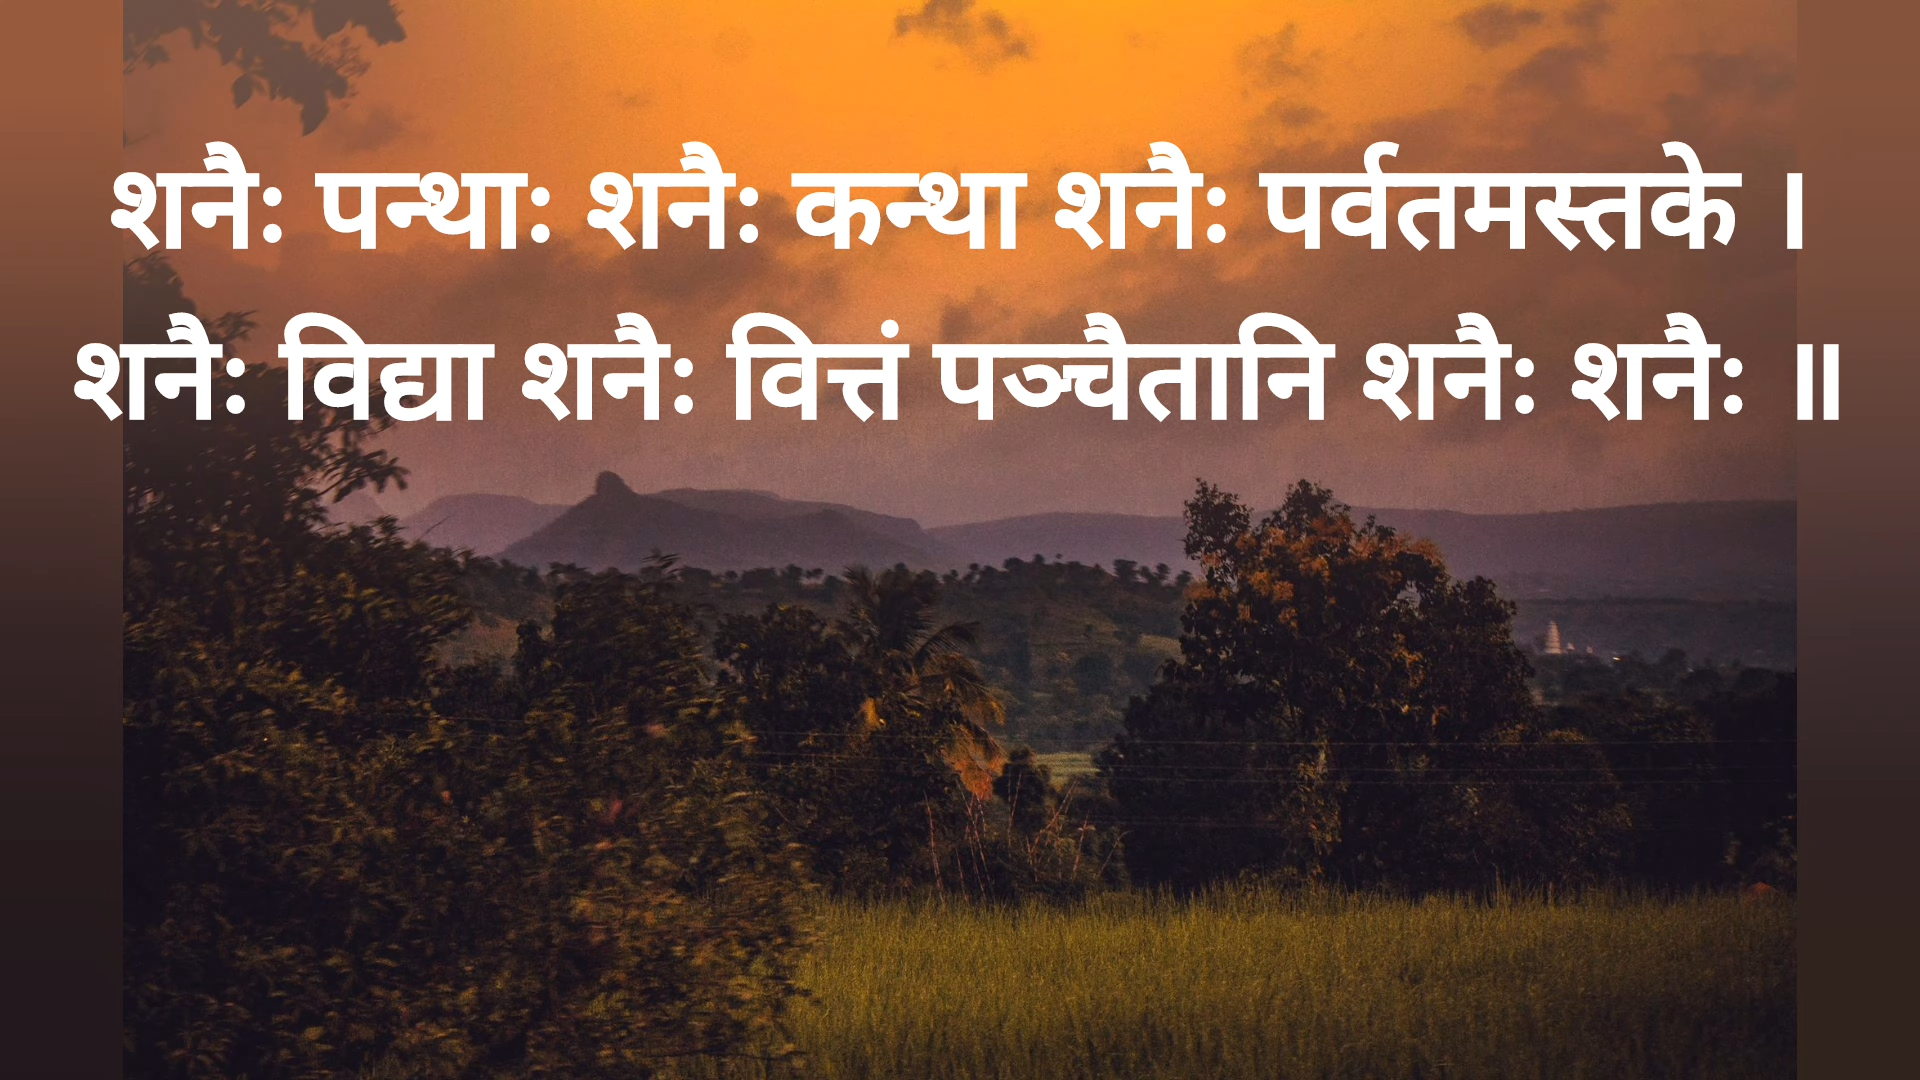 शनैः पन्थाः शनैः कन्था शनैः पर्वतमस्तके ।
शनैः विद्या शनैः वित्तं पञ्चैतानि शनैः शनैः ॥